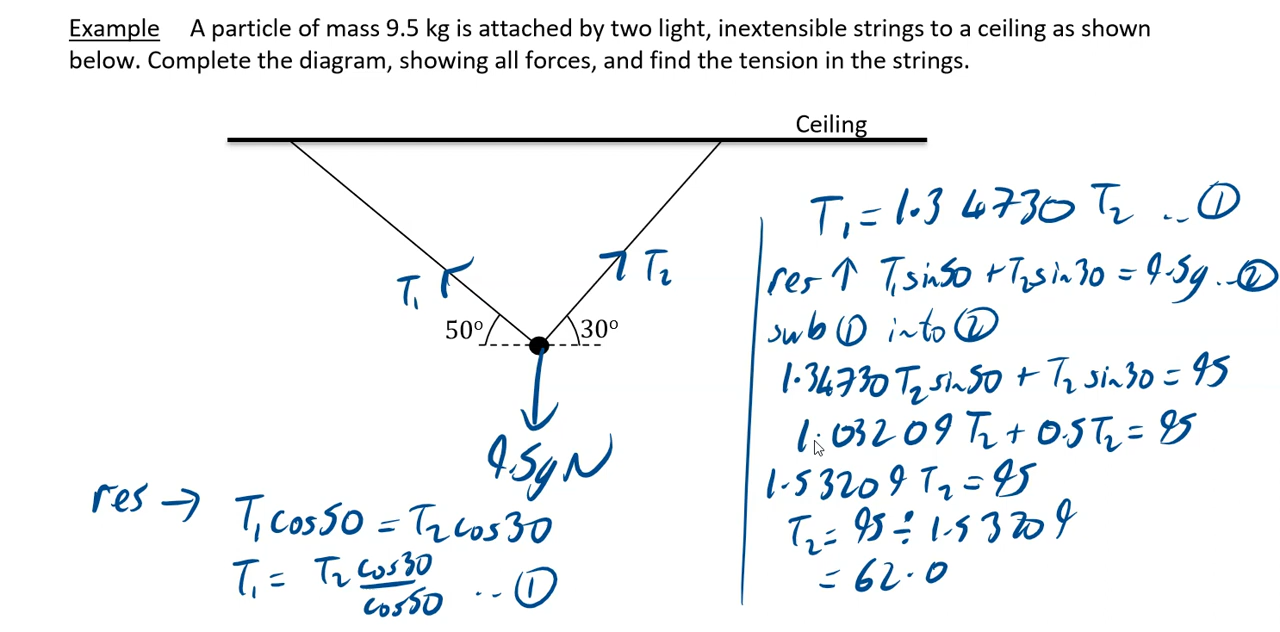 Example A particle of mass 9.5 kg is attached by two light, inextensible strings to a ceiling as shown
below. Complete the diagram, showing all forces, and find the tension in the strings.
Ceiling
T₁
T₂
50º
30º
9.5g N
res → T₁cos50 = T₂cos30
T₁ = T₂ cos30/cos50 ... ①
T₁ = 1.34730 T₂ ... ①
res ↑ T₁sin50 + T₂sin30 = 9.5g ... ②
sub ① into ②
1.34730 T₂ sin50 + T₂ sin30 = 95
1.03209 T₂ + 0.5T₂ = 95
1.53209 T₂ = 95
T₂ = 95 ÷ 1.53209
= 62.0